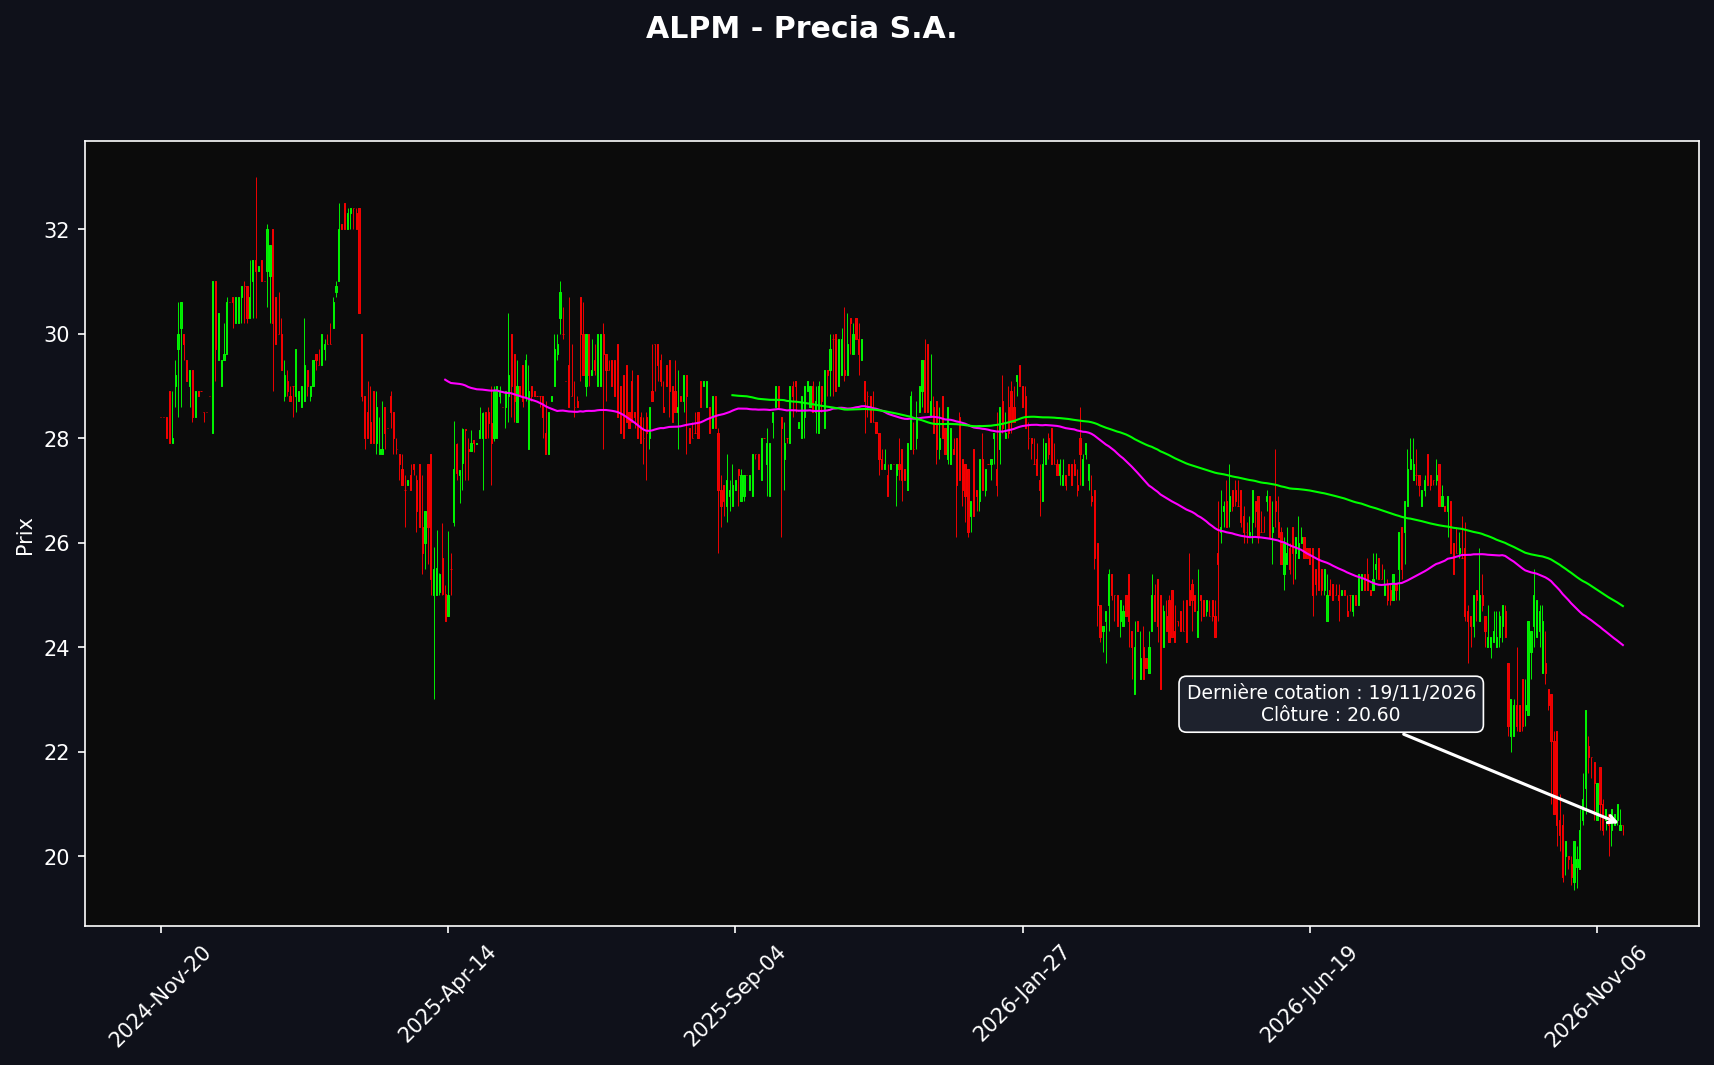 ALPM - Precia S.A.
Prix
32
30
28
26
24
22
20
Dernière cotation : 19/11/2026
Clôture : 20.60
2024-Nov-20
2025-Apr-14
2025-Sep-04
2026-Jan-27
2026-Jun-19
2026-Nov-06